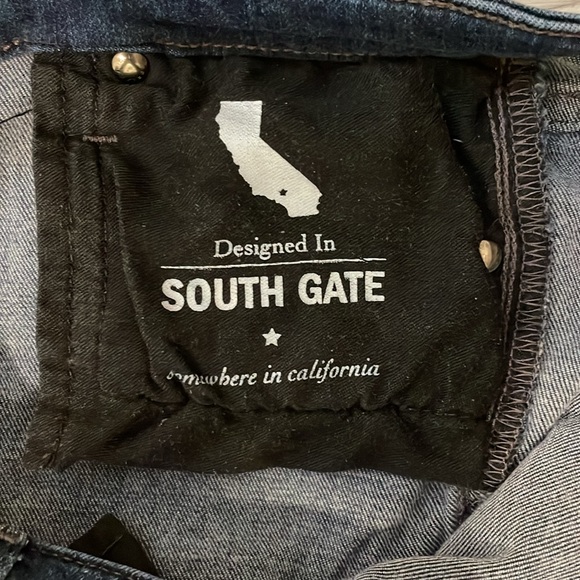 Designed In
SOUTH GATE
somewhere in california